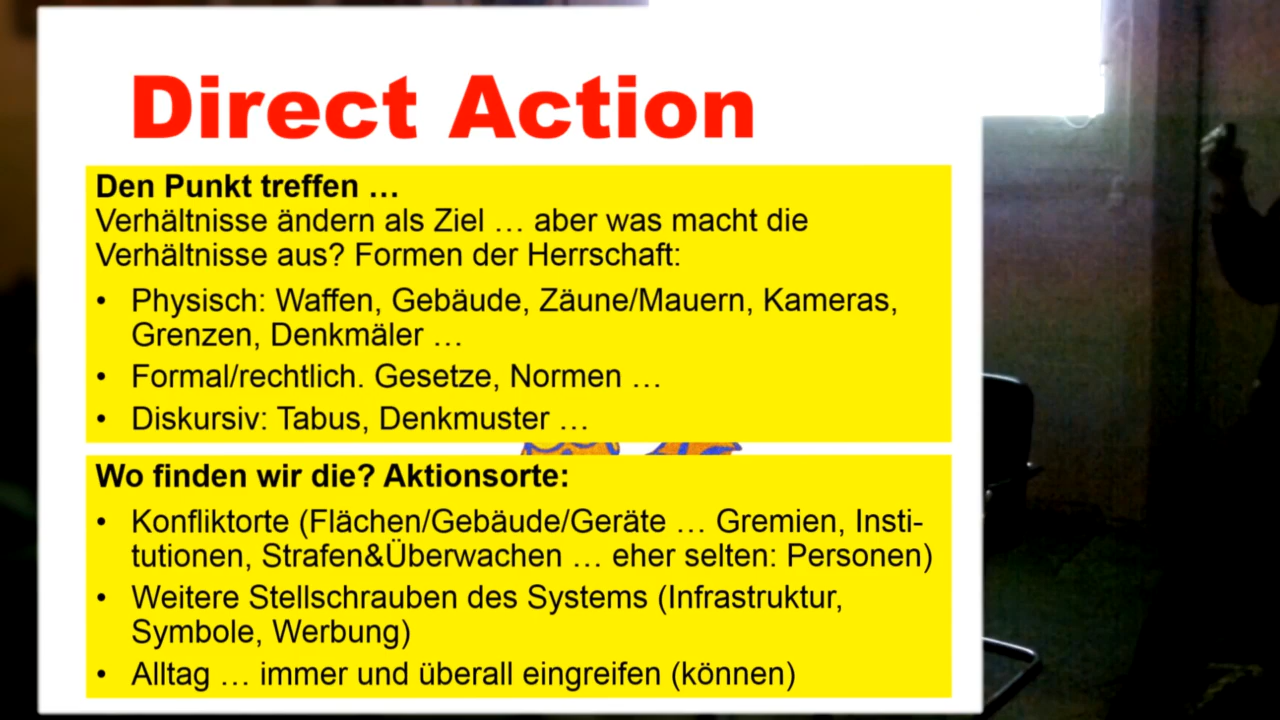 Direct Action
Den Punkt treffen …
Verhältnisse ändern als Ziel … aber was macht die
Verhältnisse aus? Formen der Herrschaft:
• Physisch: Waffen, Gebäude, Zäune/Mauern, Kameras,
Grenzen, Denkmäler …
• Formal/rechtlich. Gesetze, Normen …
• Diskursiv: Tabus, Denkmuster …
Wo finden wir die? Aktionsorte:
• Konfliktorte (Flächen/Gebäude/Geräte … Gremien, Insti-
tutionen, Strafen&Überwachen … eher selten: Personen)
• Weitere Stellschrauben des Systems (Infrastruktur,
Symbole, Werbung)
• Alltag … immer und überall eingreifen (können)